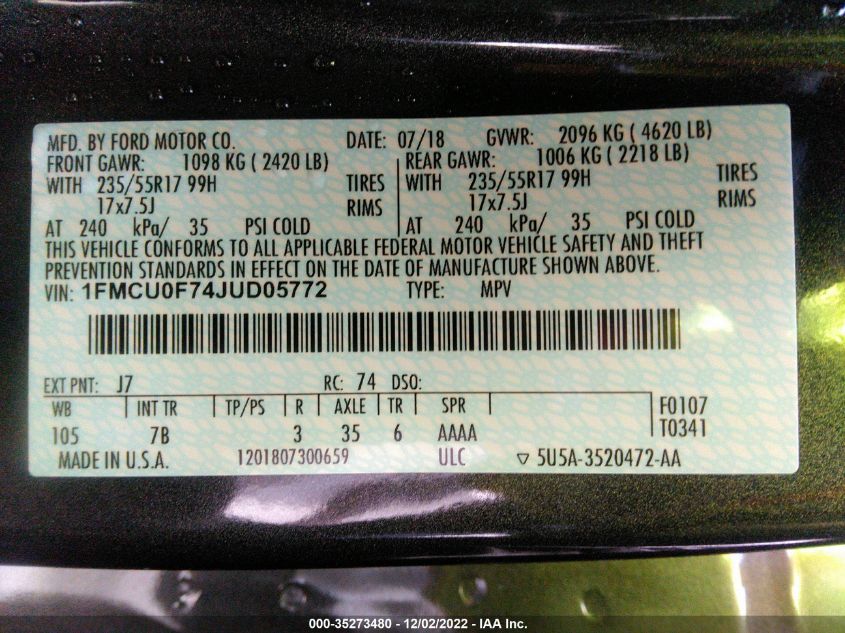 MFD. BY FORD MOTOR CO. DATE: 07/18 GVWR: 2096 KG ( 4620 LB)
FRONT GAWR: 1098 KG ( 2420 LB) REAR GAWR: 1006 KG ( 2218 LB)
WITH 235/55R17 99H TIRES WITH 235/55R17 99H TIRES
17x7.5J RIMS 17x7.5J RIMS
AT 240 kPa/ 35 PSI COLD AT 240 kPa/ 35 PSI COLD
THIS VEHICLE CONFORMS TO ALL APPLICABLE FEDERAL MOTOR VEHICLE SAFETY AND THEFT
PREVENTION STANDARDS IN EFFECT ON THE DATE OF MANUFACTURE SHOWN ABOVE.
VIN: 1FMCU0F74JUD05772 TYPE: MPV
EXT PNT: J7 RC: 74 DSO:
WB INT TR TP/PS R AXLE TR SPR F0107
105 7B 3 35 6 AAAA T0341
MADE IN U.S.A. 1201807300659 ULC ▽ 5U5A-3520472-AA
000-35273480 - 12/02/2022 - IAA Inc.